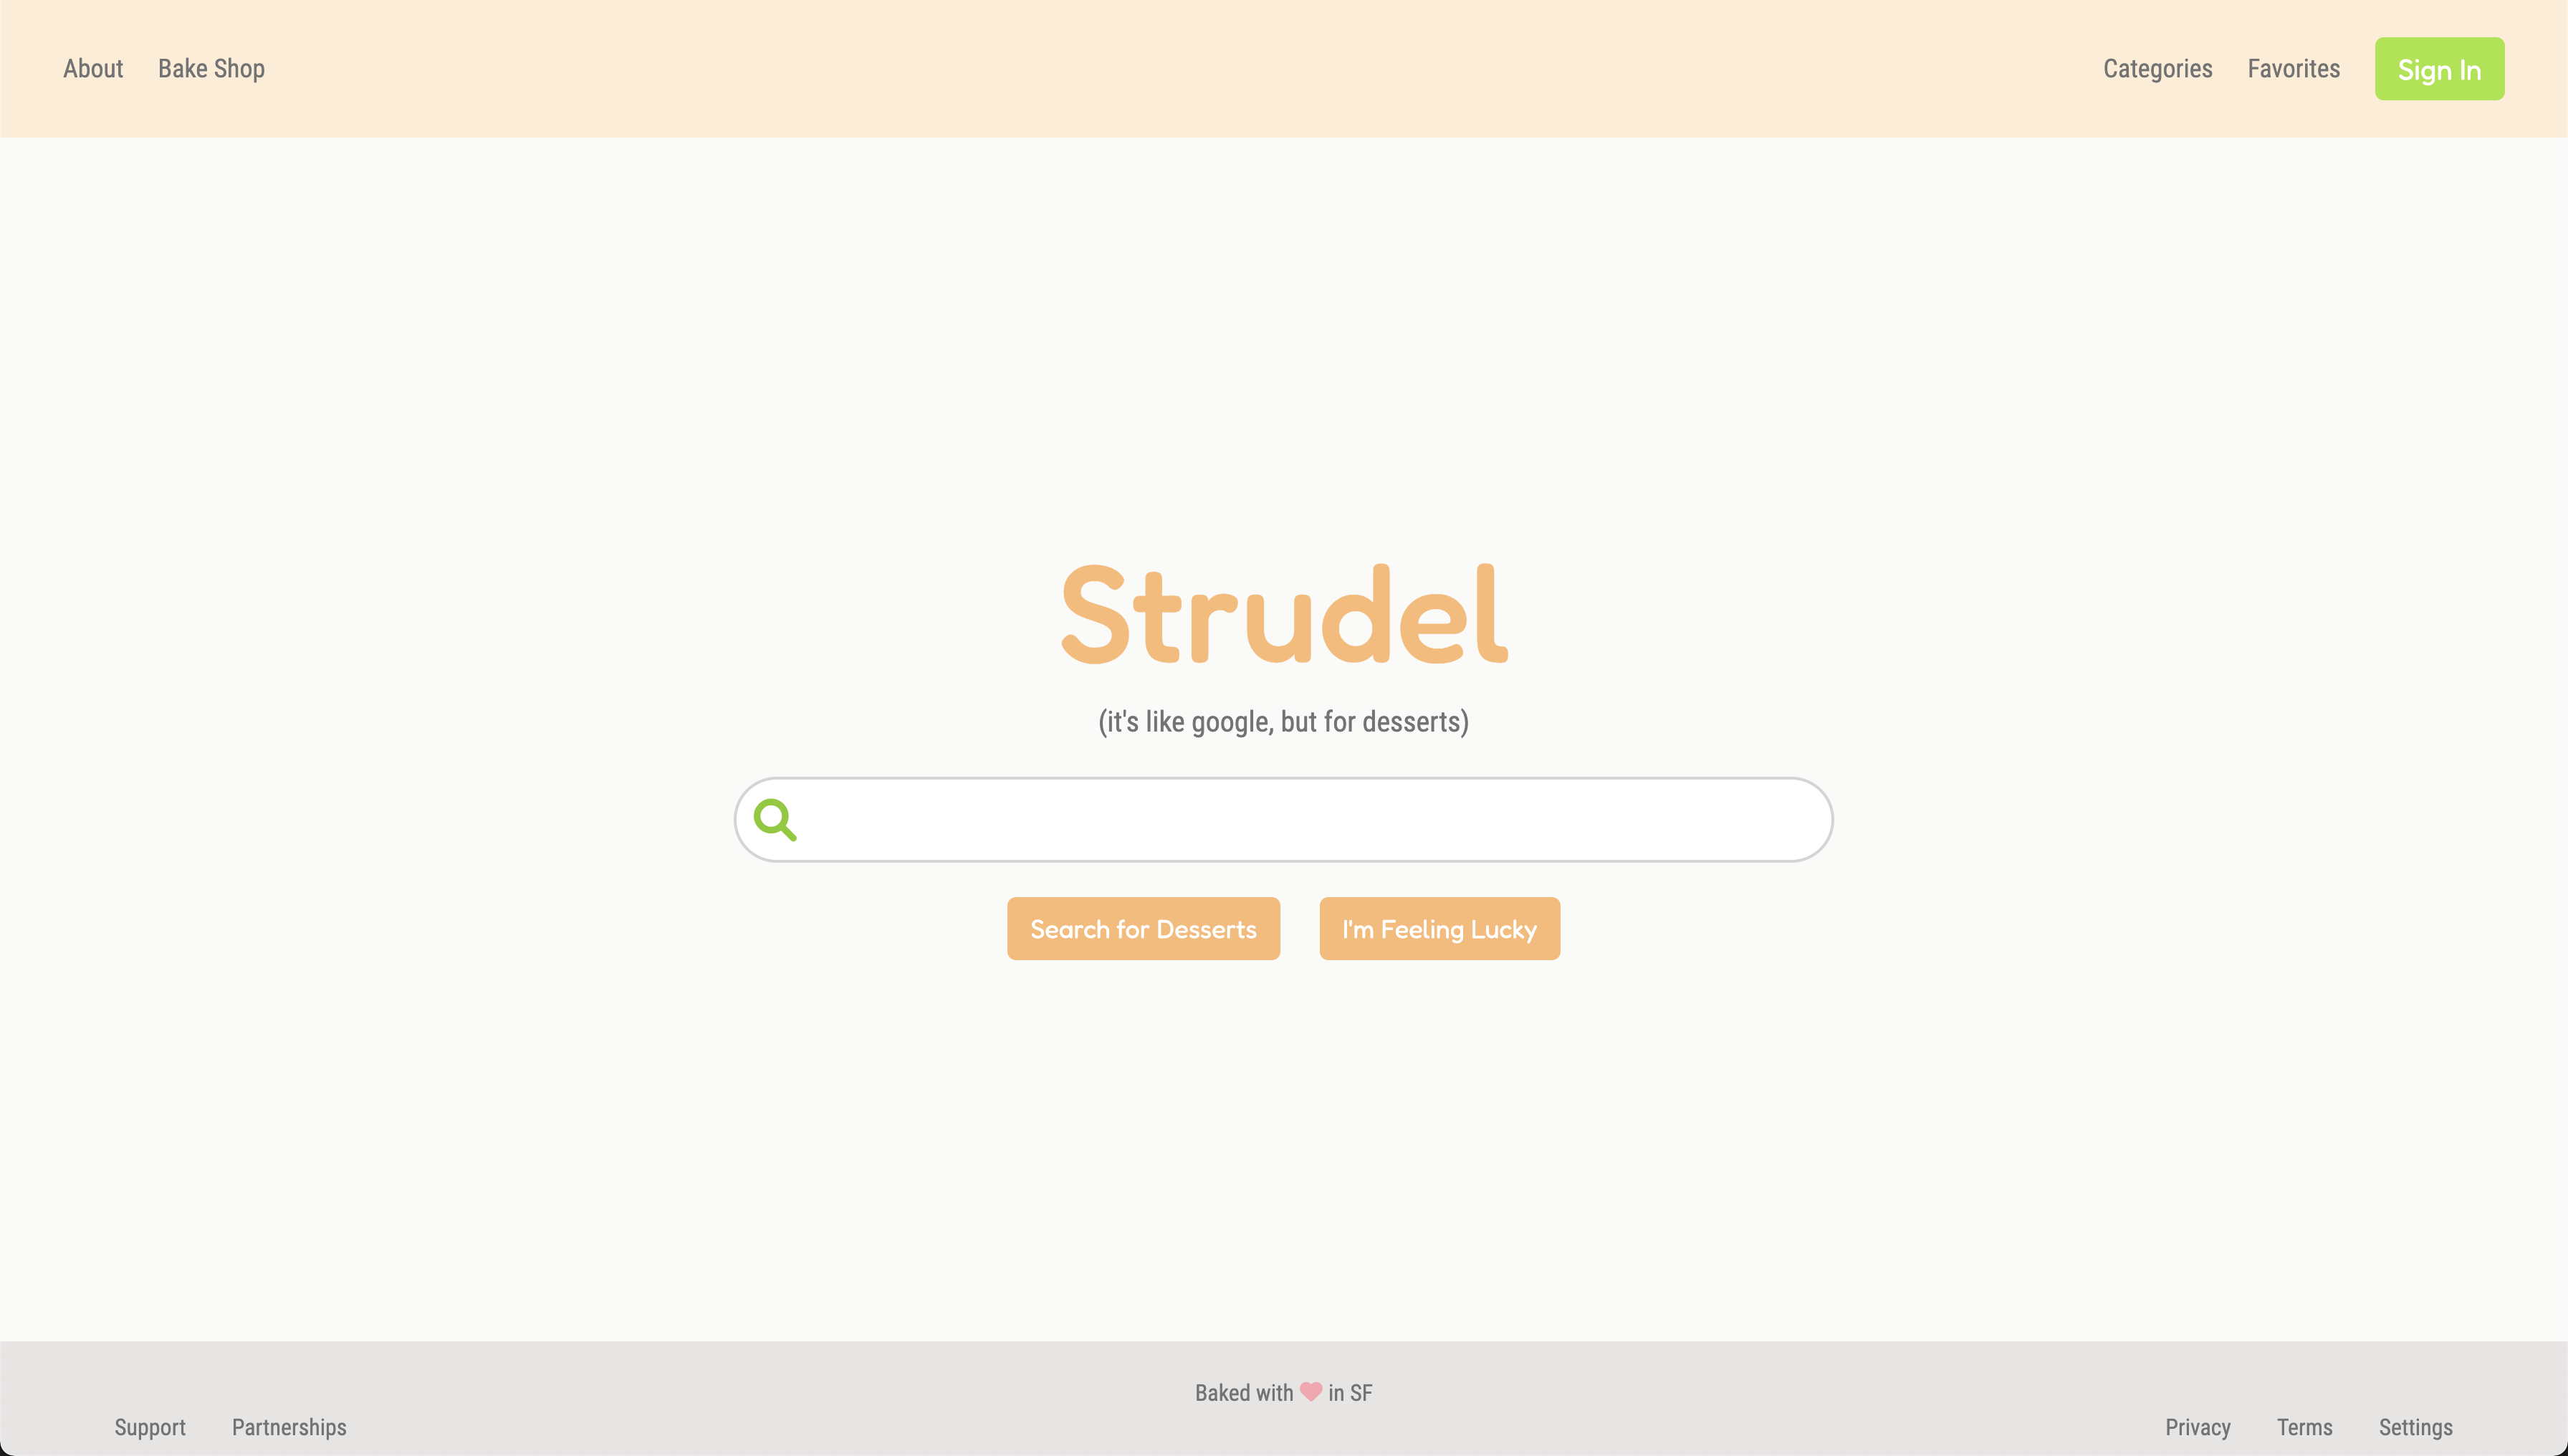 About Bake Shop Categories Favorites Sign In
Strudel
(it's like google, but for desserts)
Search for Desserts I'm Feeling Lucky
Baked with in SF
Support Partnerships Privacy Terms Settings